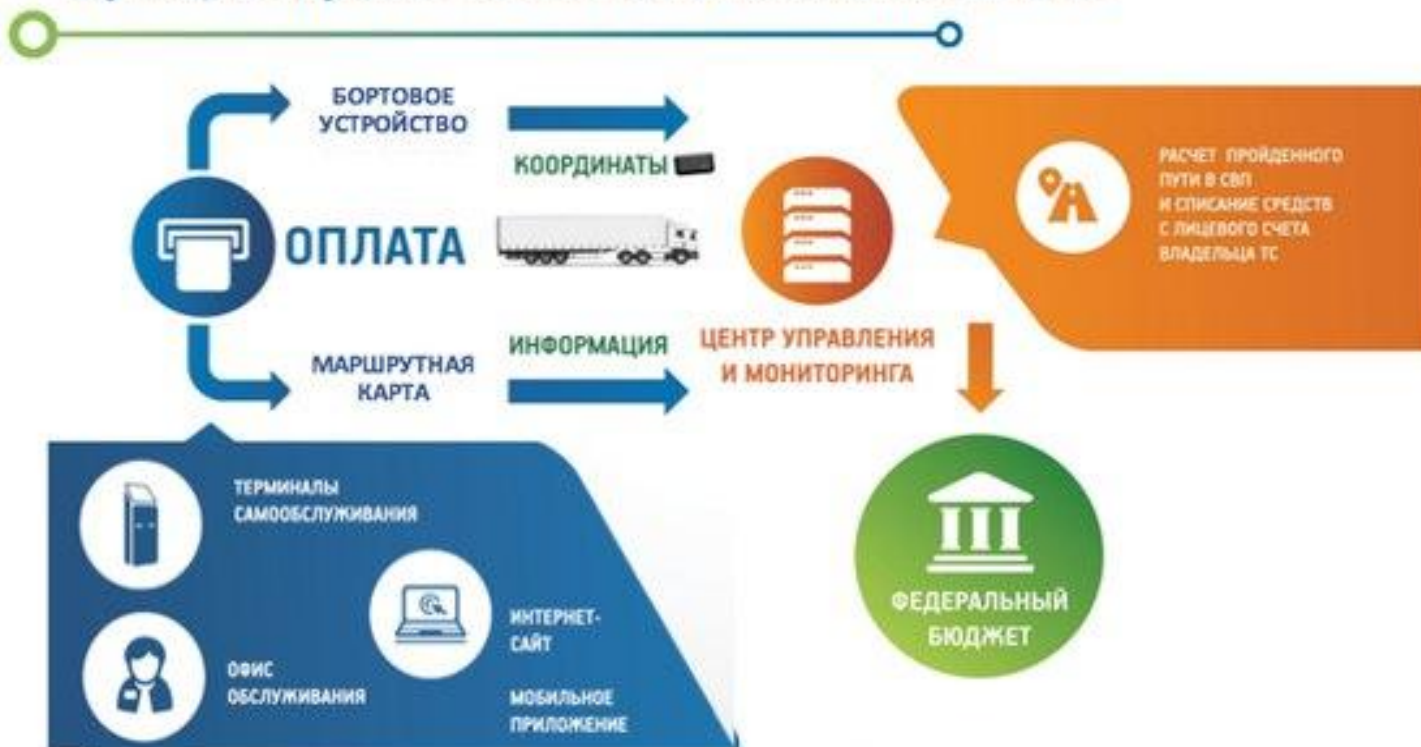 БОРТОВОЕ
УСТРОЙСТВО
КООРДИНАТЫ
ОПЛАТА
МАРШРУТНАЯ
КАРТА
ИНФОРМАЦИЯ
ЦЕНТР УПРАВЛЕНИЯ
И МОНИТОРИНГА
РАСЧЕТ ПРОЙДЕННОГО
ПУТИ В СВП
И СПИСАНИЕ СРЕДСТВ
С ЛИЦЕВОГО СЧЕТА
ВЛАДЕЛЬЦА ТС
ФЕДЕРАЛЬНЫЙ
БЮДЖЕТ
ТЕРМИНАЛЫ
САМООБСЛУЖИВАНИЯ
ИНТЕРНЕТ-
САЙТ
ОФИС
ОБСЛУЖИВАНИЯ
МОБИЛЬНОЕ
ПРИЛОЖЕНИЕ